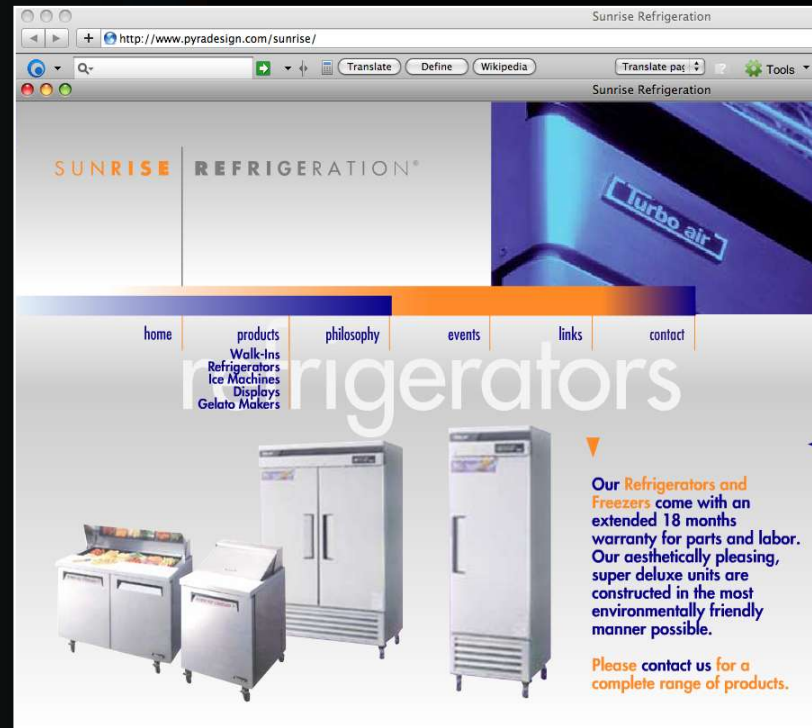 Sunrise Refrigeration
http://www.pyradesign.com/sunrise/
Q-
Translate
Define
Wikipedia
Translate pag
Tools
Sunrise Refrigeration
SUNRISE REFRIGERATION®
Turbo air
home
products
philosophy
events
links
contact
Walk-Ins
Refrigerators
Ice Machines
Displays
Gelato Makers
refrigerators
Our Refrigerators and
Freezers come with an
extended 18 months
warranty for parts and labor.
Our aesthetically pleasing,
super deluxe units are
constructed in the most
environmentally friendly
manner possible.
Please contact us for a
complete range of products.